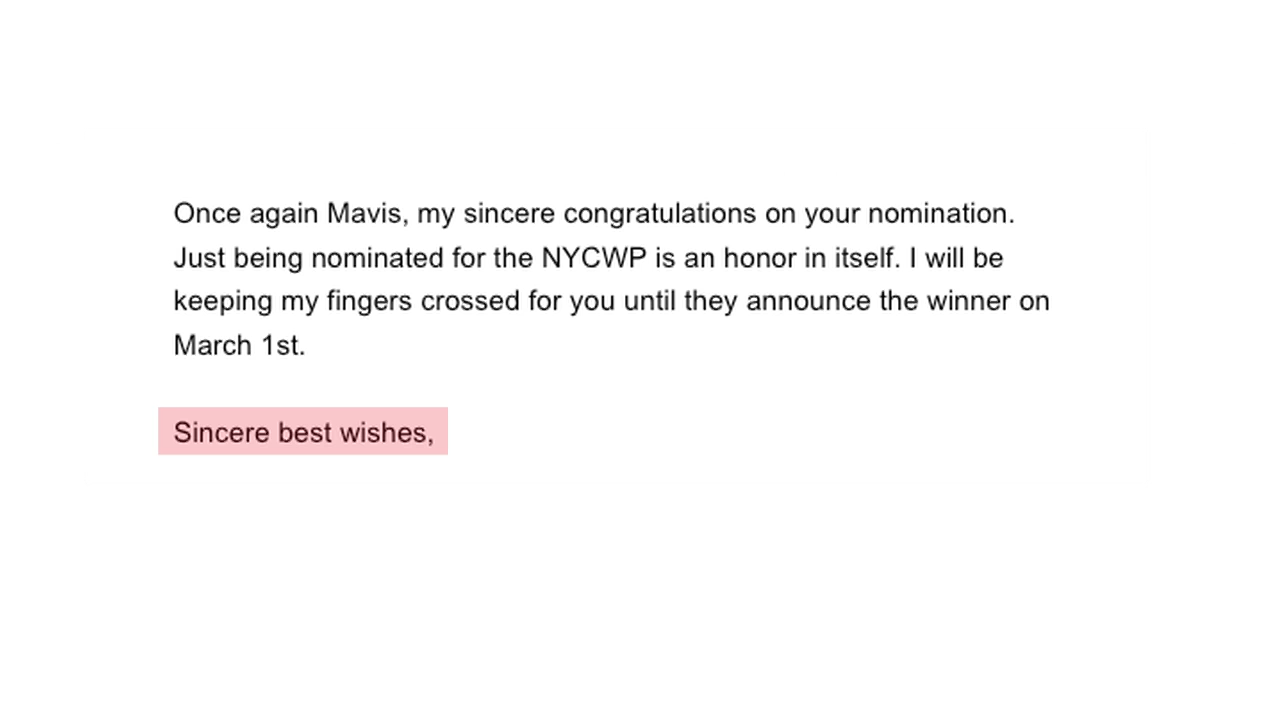 Once again Mavis, my sincere congratulations on your nomination.
Just being nominated for the NYCWP is an honor in itself. I will be
keeping my fingers crossed for you until they announce the winner on
March 1st.
Sincere best wishes,